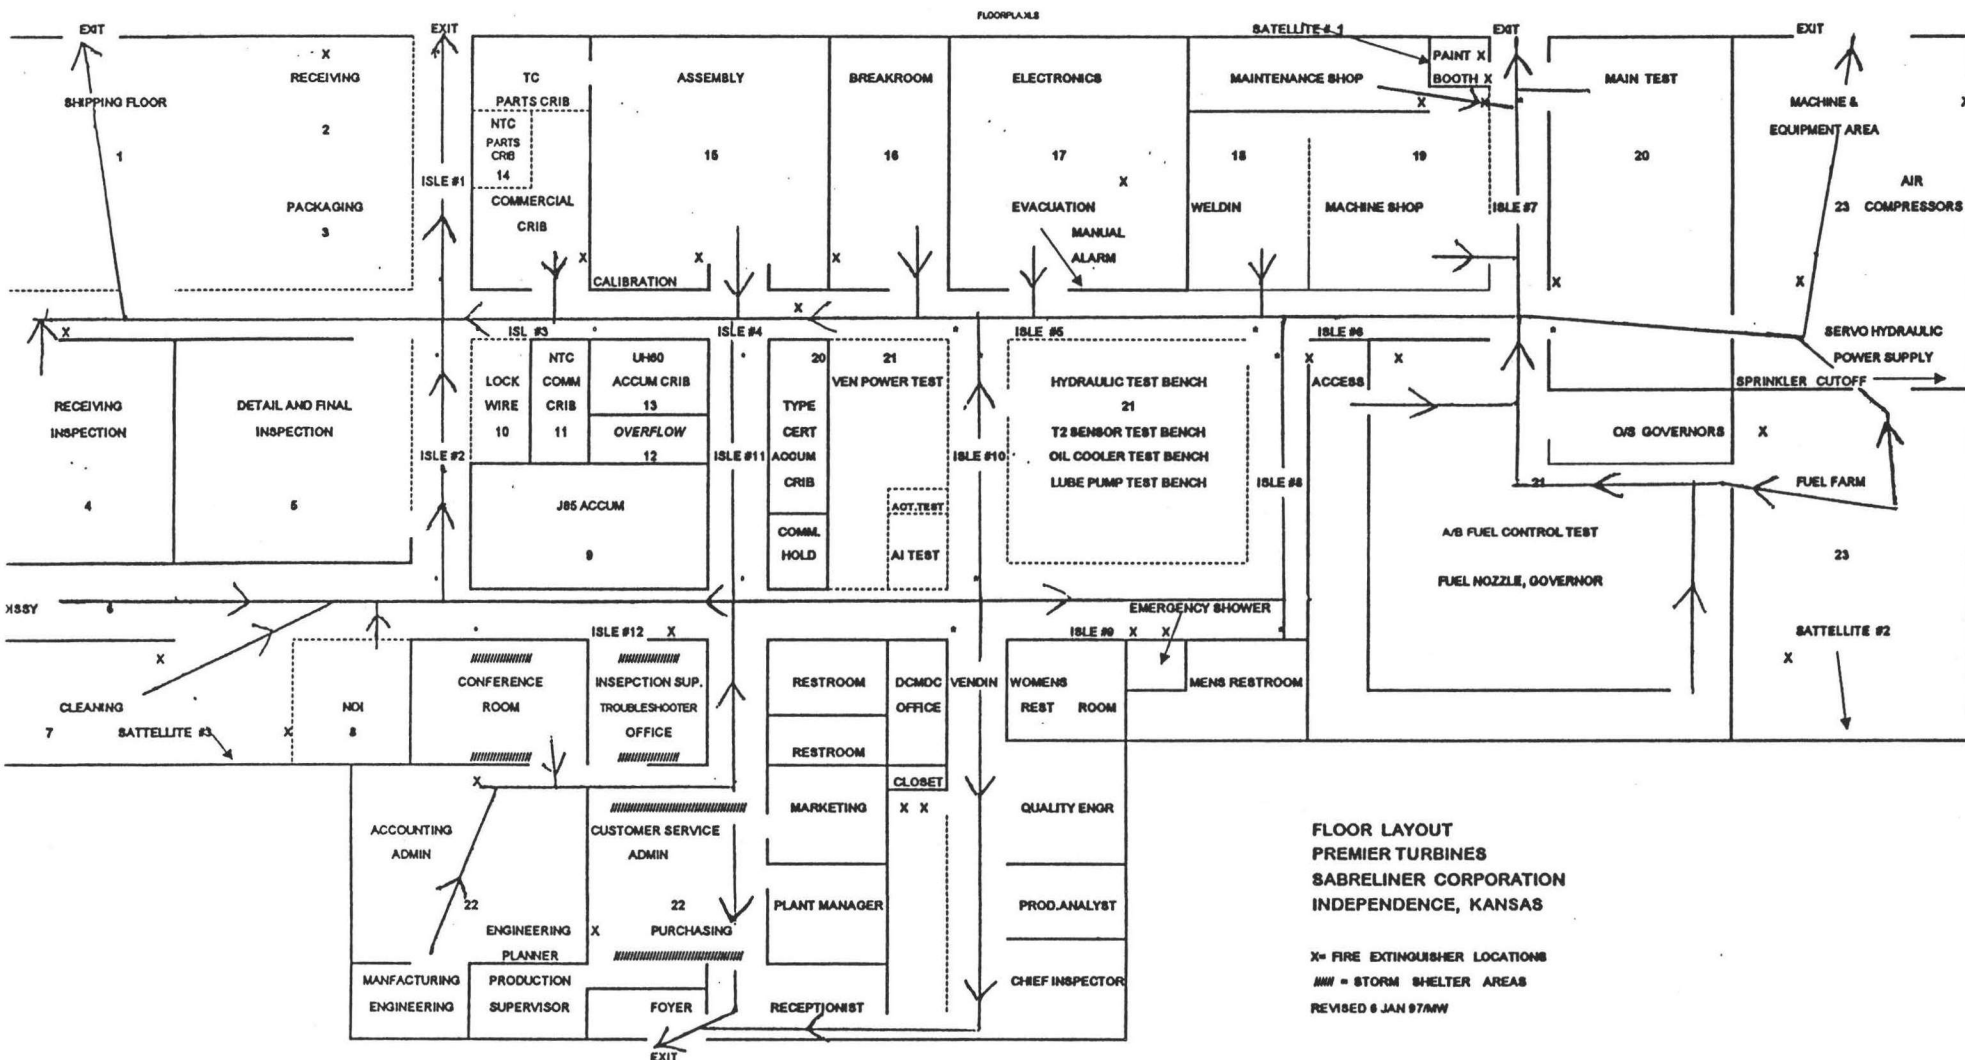 FLOORPLA.XLS
EXIT
EXIT
SATELLITE # 1
EXIT
EXIT
RECEIVING
TC
ASSEMBLY
BREAKROOM
ELECTRONICS
MAINTENANCE SHOP
PAINT X
BOOTH X
MAIN TEST
SHIPPING FLOOR
PARTS CRIB
MACHINE &
EQUIPMENT AREA
NTC
PARTS
CRIB
14
1
2
15
16
17
18
19
20
ISLE #1
PACKAGING
3
COMMERCIAL
CRIB
EVACUATION
MANUAL
ALARM
WELDIN
MACHINE SHOP
ISLE #7
AIR
23 COMPRESSORS
CALIBRATION
ISL #3
ISLE #4
ISLE #5
ISLE #6
SERVO HYDRAULIC
POWER SUPPLY
SPRINKLER CUTOFF
RECEIVING
INSPECTION
4
DETAIL AND FINAL
INSPECTION
5
ISLE #2
LOCK
WIRE
10
NTC
COMM
CRIB
11
UH60
ACCUM CRIB
13
OVERFLOW
12
J85 ACCUM
9
ISLE #11
20
TYPE
CERT
ACCUM
CRIB
COMM.
HOLD
21
VEN POWER TEST
ACT.TEST
AI TEST
ISLE #10
HYDRAULIC TEST BENCH
21
T2 SENSOR TEST BENCH
OIL COOLER TEST BENCH
LUBE PUMP TEST BENCH
ISLE #8
ACCESS
O/S GOVERNORS X
21
A/B FUEL CONTROL TEST
FUEL NOZZLE, GOVERNOR
FUEL FARM
23
SATTELLITE #2
6
ISLE #12 X
ISLE #9 X X
EMERGENCY SHOWER
CLEANING
7
SATTELLITE #3
NDI
8
CONFERENCE
ROOM
INSEPCTION SUP.
TROUBLESHOOTER
OFFICE
RESTROOM
RESTROOM
DCMDC
OFFICE
VENDIN
WOMENS
REST ROOM
MENS RESTROOM
CLOSET
X X
MARKETING
QUALITY ENGR
ACCOUNTING
ADMIN
22
CUSTOMER SERVICE
ADMIN
22
PLANT MANAGER
PROD.ANALYST
ENGINEERING X
PLANNER
PURCHASING
MANFACTURING
ENGINEERING
PRODUCTION
SUPERVISOR
FOYER
RECEPTIONIST
CHIEF INSPECTOR
EXIT
FLOOR LAYOUT
PREMIER TURBINES
SABRELINER CORPORATION
INDEPENDENCE, KANSAS
X= FIRE EXTINGUISHER LOCATIONS
= STORM SHELTER AREAS
REVISED 6 JAN 97/MW